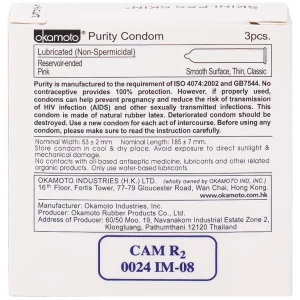 SKINLESS SKIN
okamoto® Purity Condom 3pcs.
Lubricated (Non-Spermicidal)
Reservoir-ended
Pink Smooth Surface, Thin, Classic
Purity is manufactured to the requirement of ISO 4074:2002 and GB7544. No
contraceptive provides 100% protection. However, if properly used,
condoms can help prevent pregnancy and reduce the risk of transmission
of HIV infection (AIDS) and other sexually transmitted infections. This
condom is made of natural rubber latex. Deteriorated condom should be
destroyed. Use a new condom for each act of intercourse. Before using any
condom, please make sure to read the instruction carefully.
Nominal Width: 53 ± 2 mm Nominal Length: 185 ± 7 mm.
Store condom in cool & dry place. Avoid exposure to direct sunlight &
mechanical damage.
No contacts with oil-based antiseptic medicine, lubricants and other related
organic products. Only use water-based lubricants.
OKAMOTO INDUSTRIES (H.K.) LTD. (wholly owned by OKAMOTO IND, INC.)
16th Floor, Fortis Tower, 77-79 Gloucester Road, Wan Chai, Hong Kong.
www.okamoto.com.hk
Manufacturer: Okamoto Industries, Inc.
Producer: Okamoto Rubber Products Co., Ltd.
Address of Producer: 60/50 Moo 19, Navanakorn Industrial Estate Zone 2,
Klongluang, Pathumthani 12120 Thailand
CAM R2
0024 IM-08